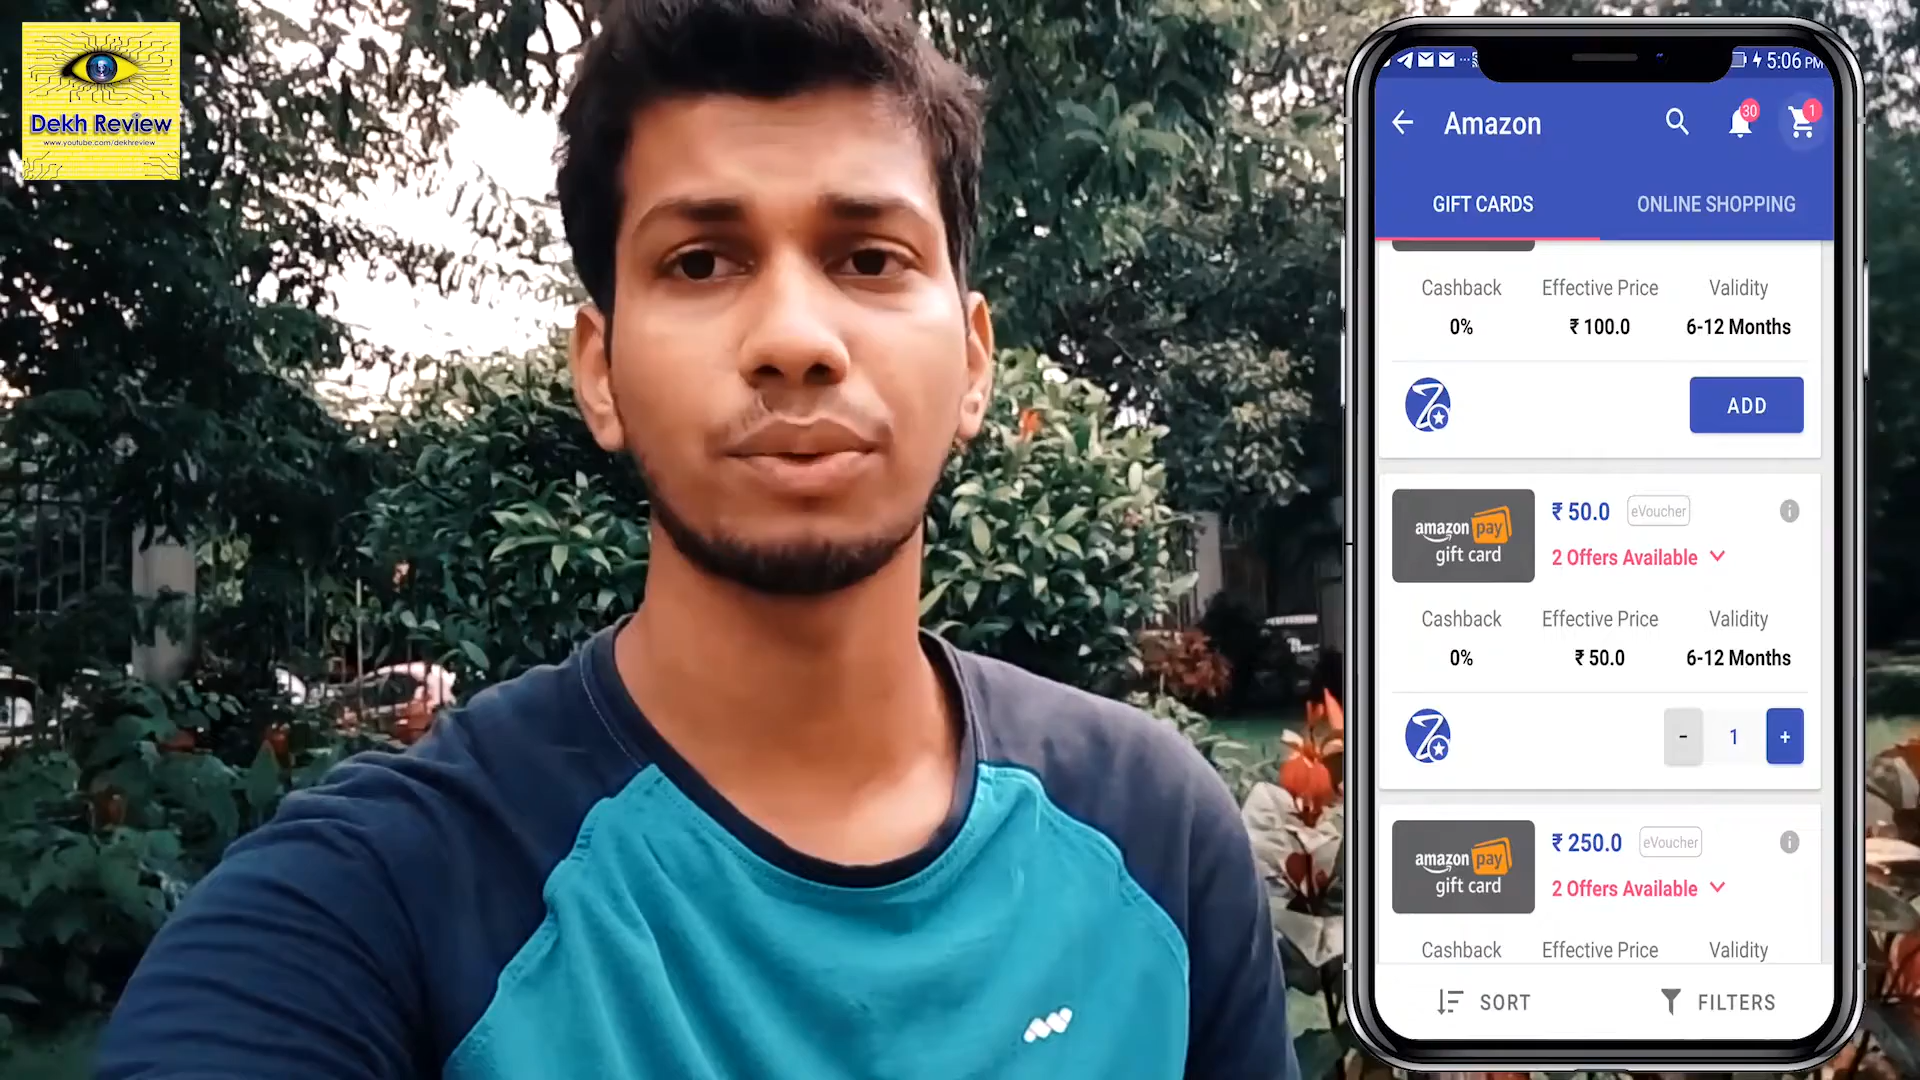 Dekh Review
www.youtube.com/dekhreview
5:06 PM
Amazon
30
1
GIFT CARDS
ONLINE SHOPPING
Cashback Effective Price Validity
0% ₹ 100.0 6-12 Months
ADD
amazon pay
gift card
₹ 50.0 eVoucher
2 Offers Available
Cashback Effective Price Validity
0% ₹ 50.0 6-12 Months
- 1 +
amazon pay
gift card
₹ 250.0 eVoucher
2 Offers Available
Cashback Effective Price Validity
SORT
FILTERS